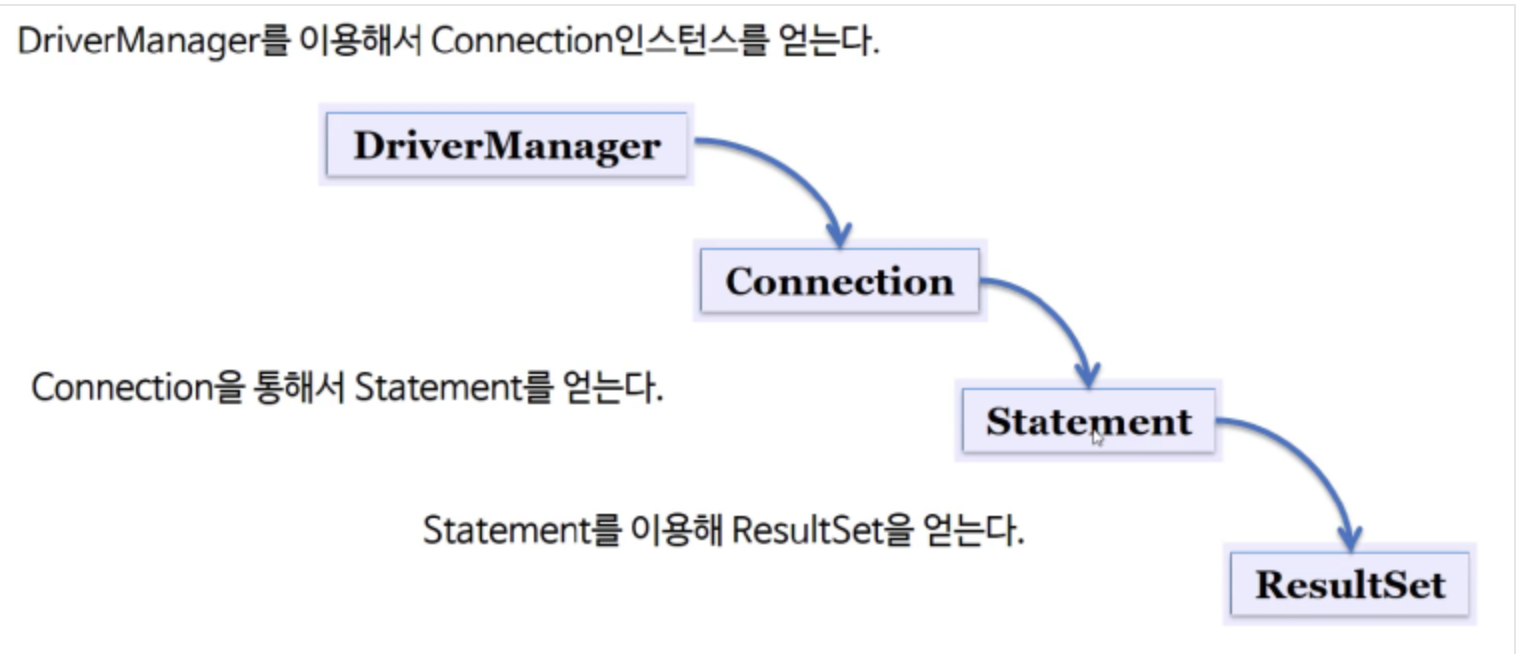 DriverManager를 이용해서 Connection인스턴스를 얻는다.
DriverManager
Connection
Connection을 통해서 Statement를 얻는다.
Statement
Statement를 이용해 ResultSet을 얻는다.
ResultSet